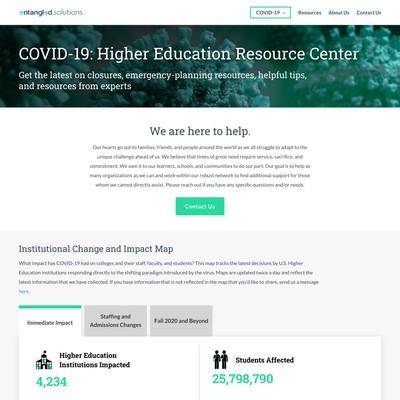 entangled.solutions
COVID-19
Resources
About Us
Contact Us
COVID-19: Higher Education Resource Center
Get the latest on closures, emergency-planning resources, helpful tips,
and resources from experts
We are here to help.
Our hearts go out to families, friends, and people around the world as we all struggle to adapt to the
unique challenge ahead of us. We believe that times of great need require service, sacrifice, and
commitment. We owe it to our learners, schools, and communities to do our part. Our goal is to help as
many organizations as we can and work within our robust network to find additional support for those
whom we cannot directly assist. Please reach out if you have any specific questions and/or needs.
Contact Us
Institutional Change and Impact Map
What impact has COVID-19 had on colleges and their staff, faculty, and students? This map tracks the latest decisions by U.S. Higher
Education institutions responding directly to the shifting paradigm introduced by the virus. Maps are updated twice a day and reflect the
latest information that we have collected. If you have information that is not reflected in the map that you'd like to share, send us a message
here.
Immediate Impact
Staffing and
Admissions Changes
Fall 2020 and Beyond
Higher Education
Institutions Impacted
4,234
Students Affected
25,798,790